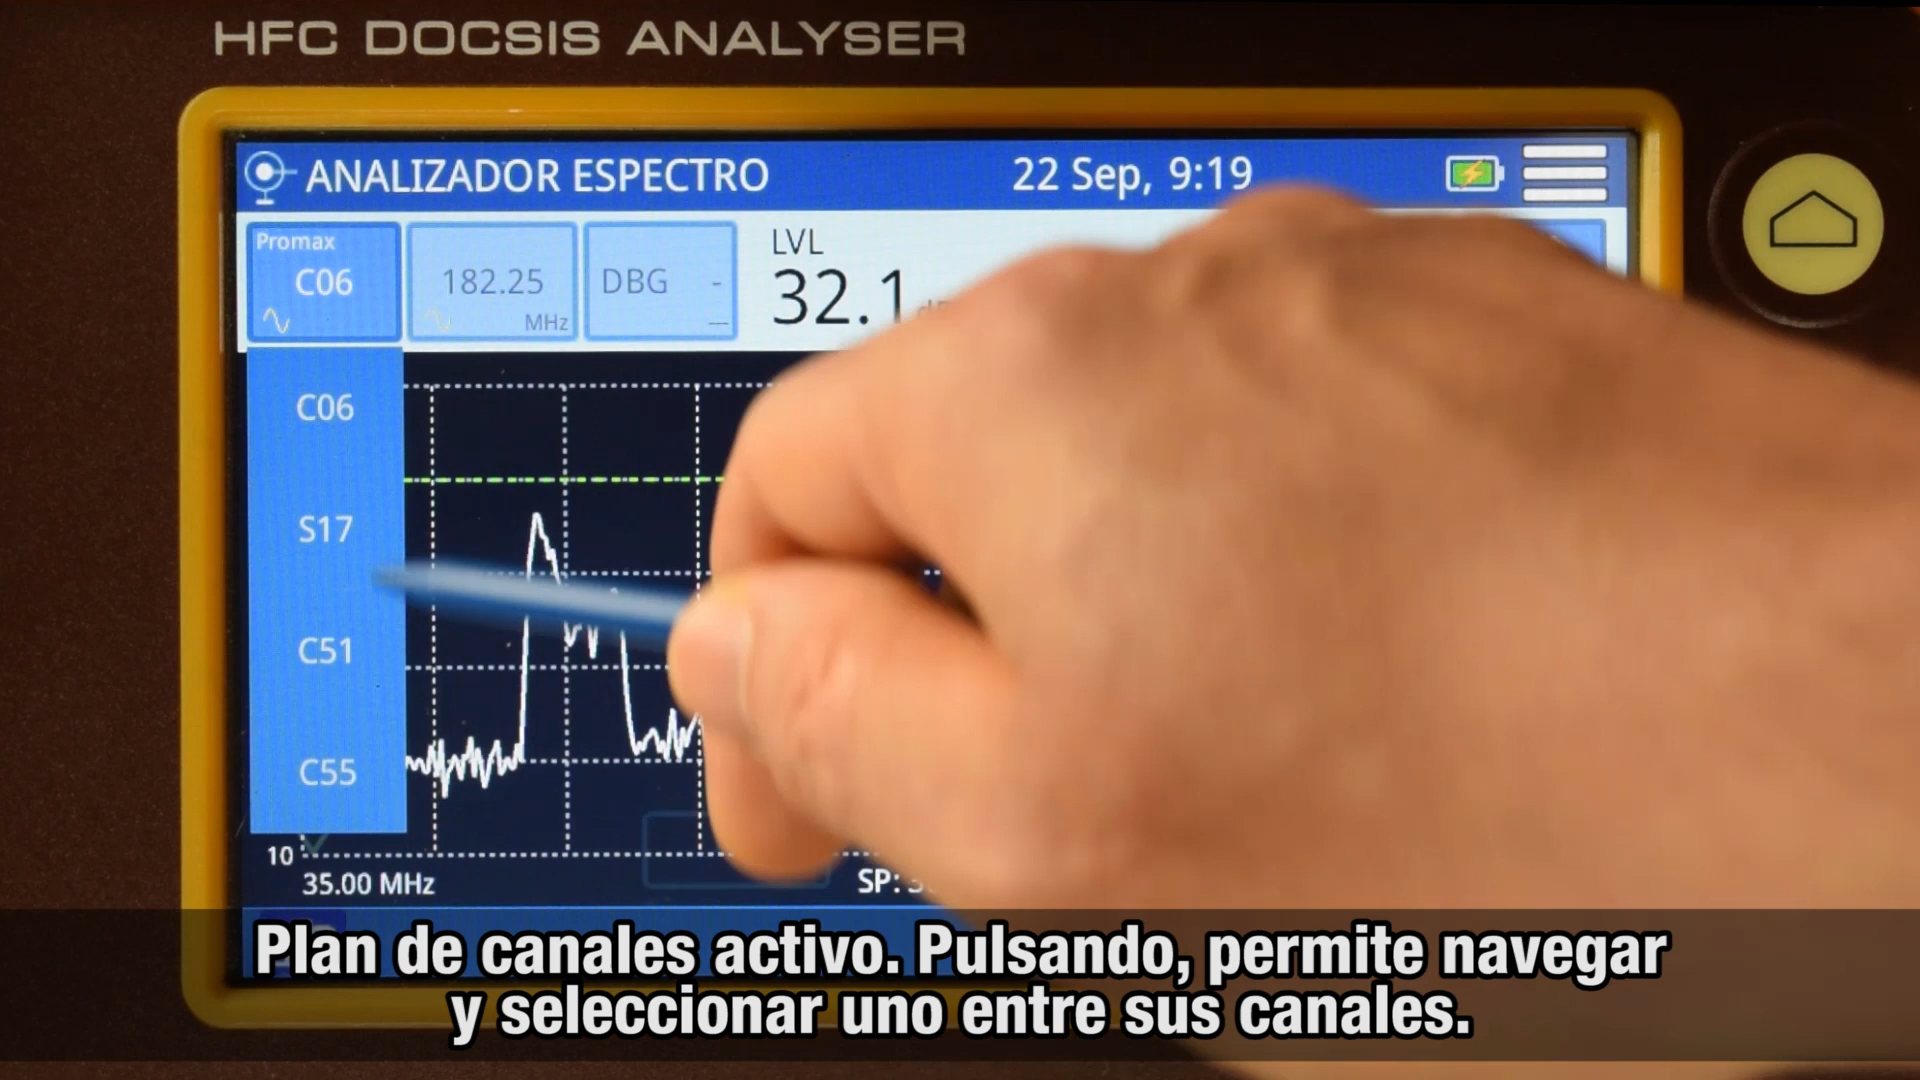 HFC DOCSIS ANALYSER
ANALIZADOR ESPECTRO 22 Sep, 9:19
Promax
C06
182.25
MHz
DBG -
LVL
32.1
C06
S17
C51
C55
10
35.00 MHz
SP:
Plan de canales activo. Pulsando, permite navegar
y seleccionar uno entre sus canales.